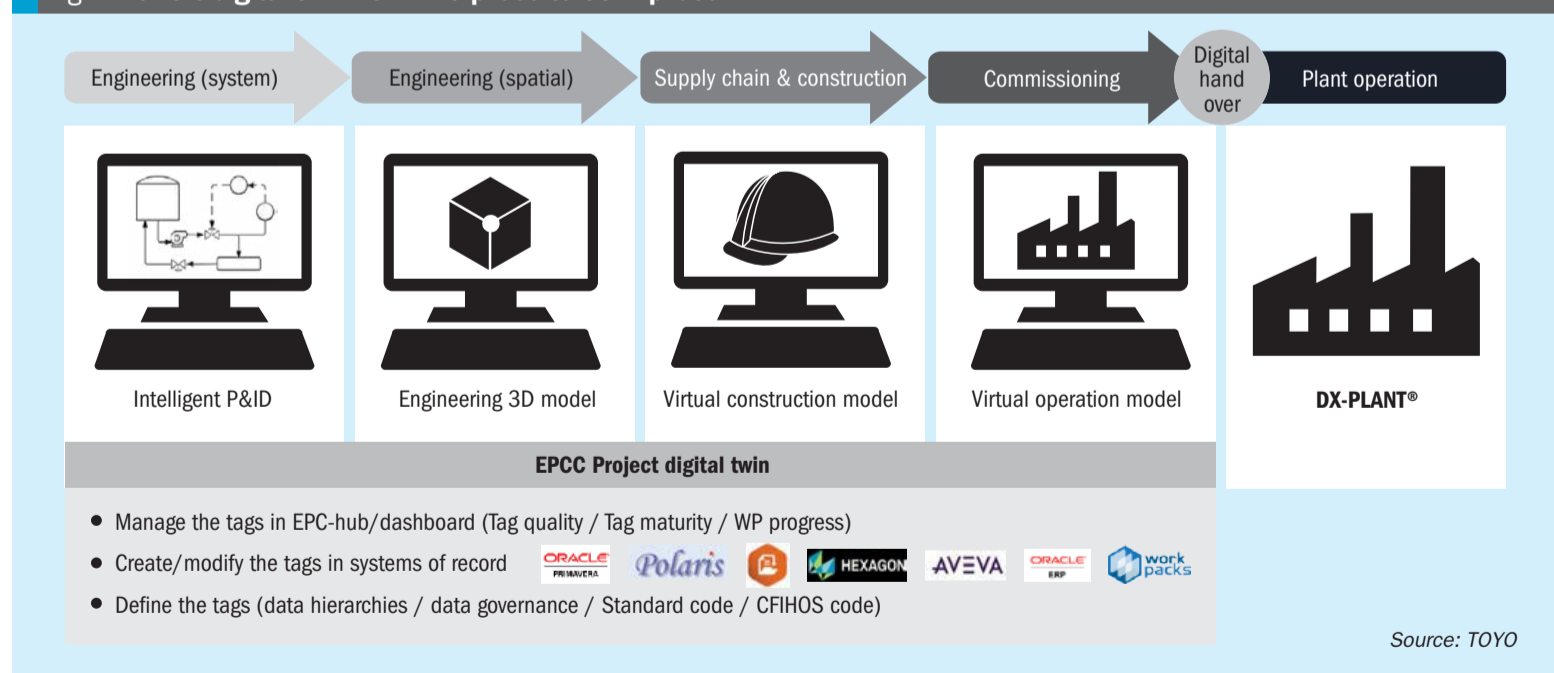 Engineering (system)
Engineering (spatial)
Supply chain & construction
Commissioning
Digital
hand
over
Plant operation
Intelligent P&ID
Engineering 3D model
Virtual construction model
Virtual operation model
DX-PLANT®
EPCC Project digital twin
• Manage the tags in EPC-hub/dashboard (Tag quality / Tag maturity / WP progress)
• Create/modify the tags in systems of record
ORACLE
PRIMAVERA
Polaris
HEXAGON
AVEVA
ORACLE
ERP
work
packs
• Define the tags (data hierarchies / data governance / Standard code / CFIHOS code)
Source: TOYO